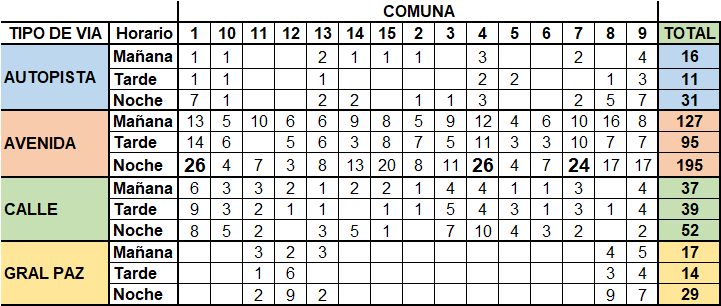 COMUNA
TIPO DE VIA Horario 1 10 11 12 13 14 15 2 3 4 5 6 7 8 9 TOTAL
AUTOPISTA Mañana 1 1 2 1 1 1 3 2 4 16
Tarde 1 1 1 2 2 1 3 11
Noche 7 1 2 2 1 1 3 2 5 7 31
AVENIDA Mañana 13 5 10 6 6 9 8 5 9 12 4 6 10 16 8 127
Tarde 14 6 5 6 3 8 7 5 11 3 3 10 7 7 95
Noche 26 4 7 3 8 13 20 8 11 26 4 7 24 17 17 195
CALLE Mañana 6 3 3 2 1 2 2 1 4 4 1 1 3 4 37
Tarde 9 3 2 1 1 1 1 5 4 3 1 3 1 4 39
Noche 8 5 2 3 5 1 7 10 4 3 2 2 52
GRAL PAZ Mañana 3 2 3 4 5 17
Tarde 1 6 3 4 14
Noche 2 9 2 9 7 29